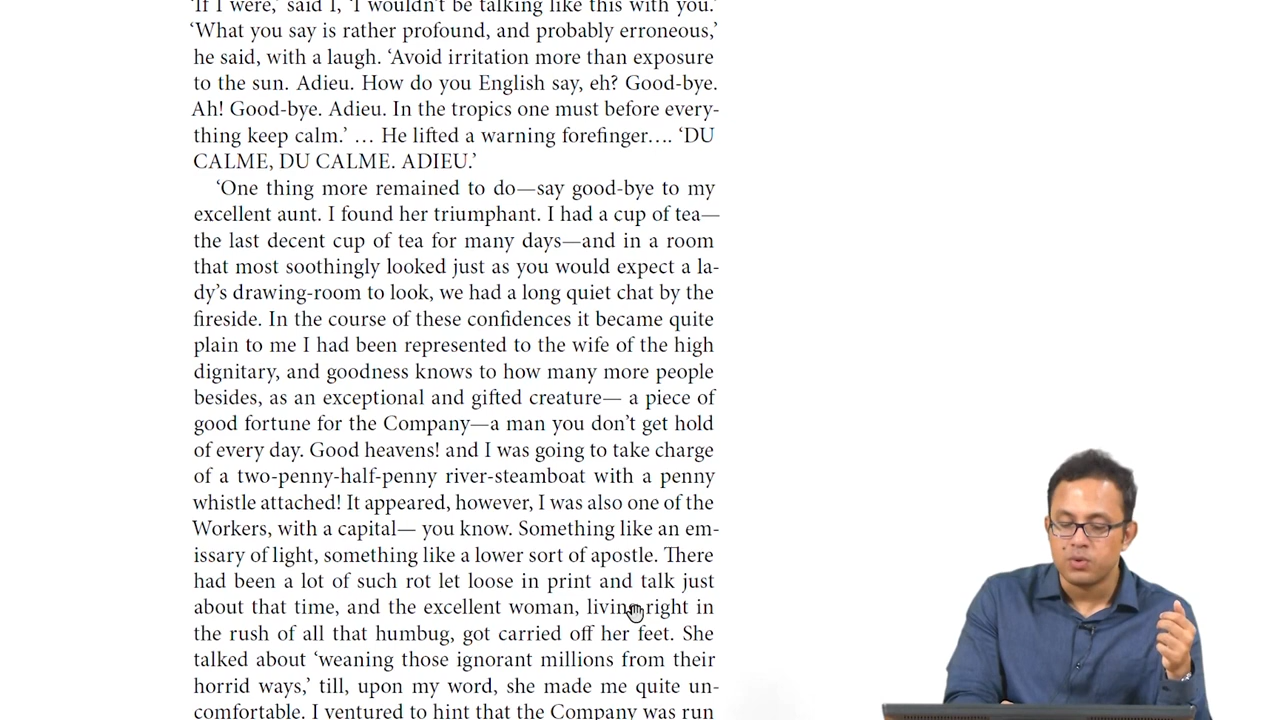 ‘If I were,’ said I, ‘I wouldn’t be talking like this with you.’
‘What you say is rather profound, and probably erroneous,’
he said, with a laugh. ‘Avoid irritation more than exposure
to the sun. Adieu. How do you English say, eh? Good-bye.
Ah! Good-bye. Adieu. In the tropics one must before every-
thing keep calm.’ … He lifted a warning forefinger…. ‘DU
CALME, DU CALME. ADIEU.’
‘One thing more remained to do—say good-bye to my
excellent aunt. I found her triumphant. I had a cup of tea—
the last decent cup of tea for many days—and in a room
that most soothingly looked just as you would expect a la-
dy’s drawing-room to look, we had a long quiet chat by the
fireside. In the course of these confidences it became quite
plain to me I had been represented to the wife of the high
dignitary, and goodness knows to how many more people
besides, as an exceptional and gifted creature— a piece of
good fortune for the Company—a man you don’t get hold
of every day. Good heavens! and I was going to take charge
of a two-penny-half-penny river-steamboat with a penny
whistle attached! It appeared, however, I was also one of the
Workers, with a capital— you know. Something like an em-
issary of light, something like a lower sort of apostle. There
had been a lot of such rot let loose in print and talk just
about that time, and the excellent woman, living right in
the rush of all that humbug, got carried off her feet. She
talked about ‘weaning those ignorant millions from their
horrid ways,’ till, upon my word, she made me quite un-
comfortable. I ventured to hint that the Company was run